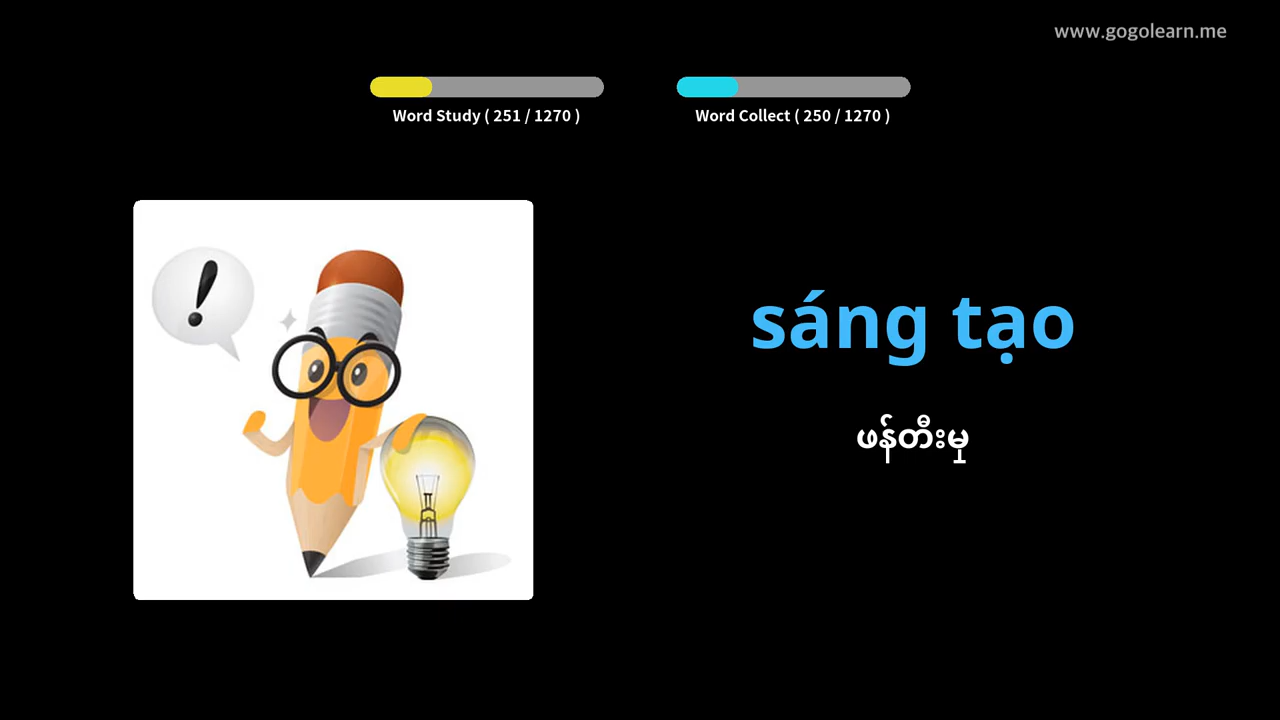 www.gogolearn.me
Word Study ( 251 / 1270 )
Word Collect ( 250 / 1270 )
!
sáng tạo
ဖန်တီးမှု